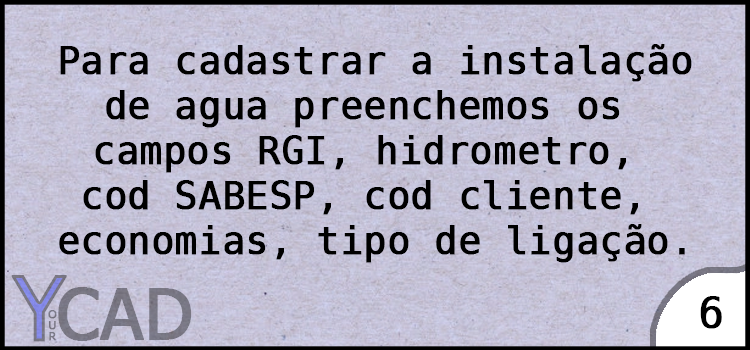 Para cadastrar a instalação
de agua preenchemos os
campos RGI, hidrometro,
cod SABESP, cod cliente,
economias, tipo de ligação.
YOUR CAD
6